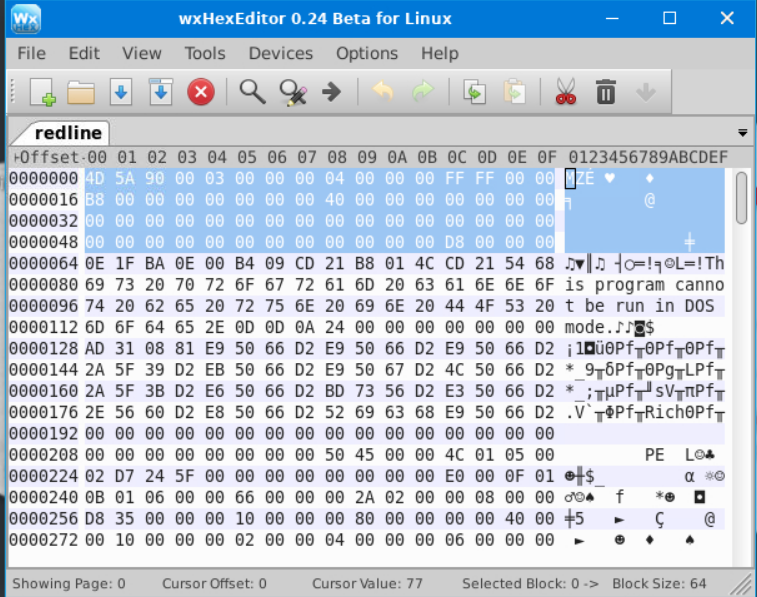 wxHexEditor 0.24 Beta for Linux
File Edit View Tools Devices Options Help
redline
Offset 00 01 02 03 04 05 06 07 08 09 0A 0B 0C 0D 0E 0F 0123456789ABCDEF
0000000 4D 5A 90 00 03 00 00 00 04 00 00 00 FF FF 00 00 MZÉ ♥   ♦
0000016 B8 00 00 00 00 00 00 00 40 00 00 00 00 00 00 00 ╕       @
0000032 00 00 00 00 00 00 00 00 00 00 00 00 00 00 00 00
0000048 00 00 00 00 00 00 00 00 00 00 00 00 D8 00 00 00             ╪
0000064 0E 1F BA 0E 00 B4 09 CD 21 B8 01 4C CD 21 54 68 ♫▼║♫ ┤○═!╕☺L═!Th
0000080 69 73 20 70 72 6F 67 72 61 6D 20 63 61 6E 6E 6F is program canno
0000096 74 20 62 65 20 72 75 6E 20 69 6E 20 44 4F 53 20 t be run in DOS
0000112 6D 6F 64 65 2E 0D 0D 0A 24 00 00 00 00 00 00 00 mode.♪♪◙$
0000128 AD 31 08 81 E9 50 66 D2 E9 50 66 D2 E9 50 66 D2 ¡1◘üΘPf╥ΘPf╥ΘPf╥
0000144 2A 5F 39 D2 EB 50 66 D2 E9 50 67 D2 4C 50 66 D2 *_9╥δPf╥ΘPg╥LPf╥
0000160 2A 5F 3B D2 E6 50 66 D2 BD 73 56 D2 E3 50 66 D2 *_;╥µPf╥╜sV╥πPf╥
0000176 2E 56 60 D2 E8 50 66 D2 52 69 63 68 E9 50 66 D2 .V`╥ΦPf╥RichΘPf╥
0000192 00 00 00 00 00 00 00 00 00 00 00 00 00 00 00 00
0000208 00 00 00 00 00 00 00 00 50 45 00 00 4C 01 05 00         PE  L☺♣
0000224 02 D7 24 5F 00 00 00 00 00 00 00 00 E0 00 0F 01 ☻╫$_        α ☼☺
0000240 0B 01 06 00 00 66 00 00 00 2A 02 00 00 08 00 00 ♂☺♠  f   *☻  ◘
0000256 D8 35 00 00 00 10 00 00 00 80 00 00 00 00 40 00 ╪5   ►   Ç    @
0000272 00 10 00 00 00 02 00 00 04 00 00 00 06 00 00 00  ►   ☻  ♦   ♠
Showing Page: 0 Cursor Offset: 0 Cursor Value: 77 Selected Block: 0 -> Block Size: 64